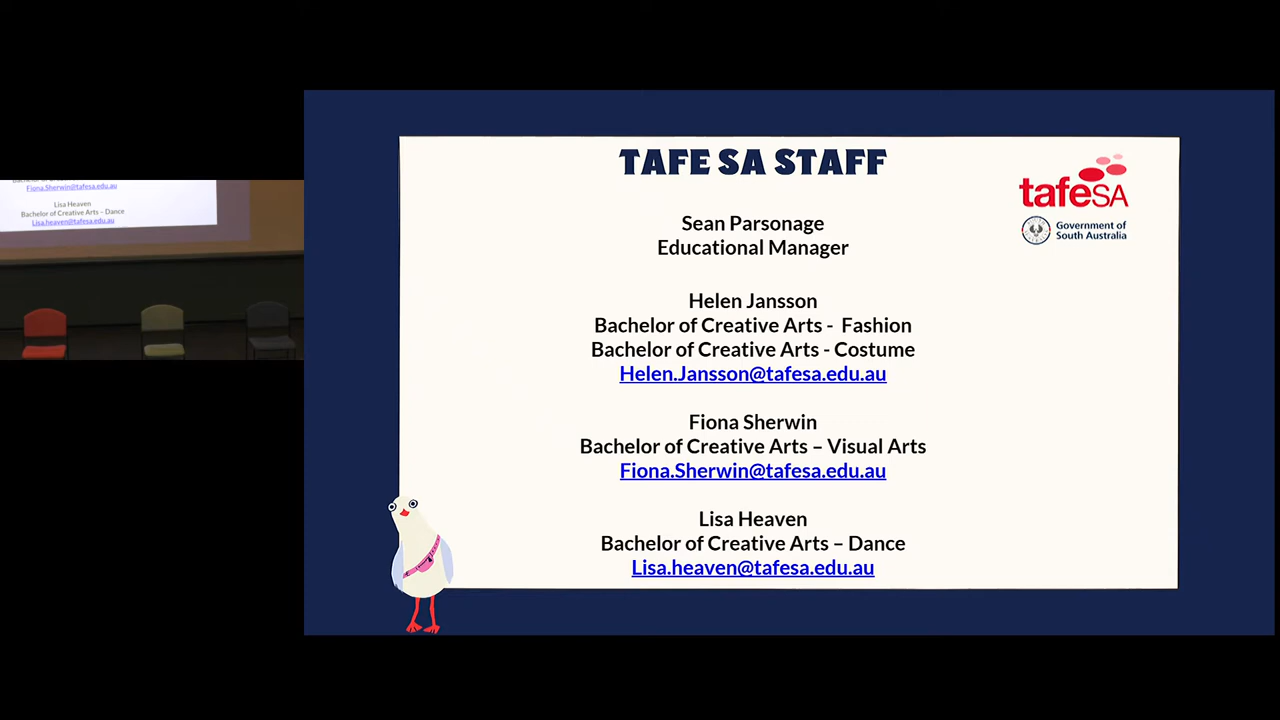 TAFE SA STAFF
tafeSA
Government of
South Australia
Sean Parsonage
Educational Manager
Helen Jansson
Bachelor of Creative Arts - Fashion
Bachelor of Creative Arts - Costume
Helen.Jansson@tafesa.edu.au
Fiona Sherwin
Bachelor of Creative Arts – Visual Arts
Fiona.Sherwin@tafesa.edu.au
Lisa Heaven
Bachelor of Creative Arts – Dance
Lisa.heaven@tafesa.edu.au
Fiona.Sherwin@tafesa.edu.au
Lisa Heaven
Bachelor of Creative Arts – Dance
Lisa.heaven@tafesa.edu.au